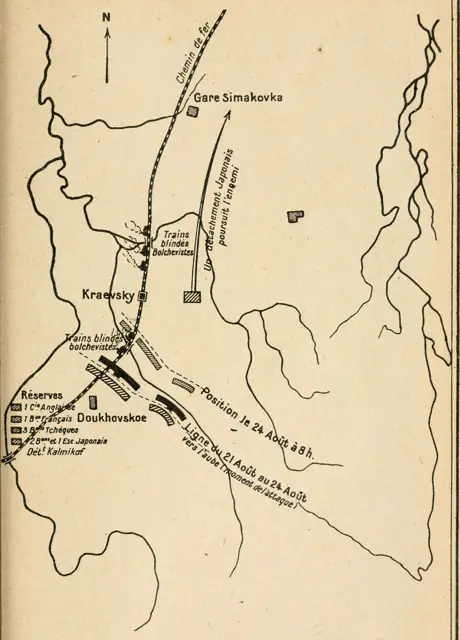 N
Chemin de fer
Gare Simakovka
Un détachement Japonais
poursuit l'ennemi
Trains
blindés
Bolchevistes
Kraevsky
Trains blindés
bolchevistes
Position le 24 Août à 8h.
Réserves
1 Cie Anglaise
1 Bon Français
3 Bons Tchèques
2 Bons et 1 Esc. Japonais
Dét.t Kalmikof
Doukhovskoe
Ligne du 21 Août au 24 Août
vers l'aube (moment de l'attaque)